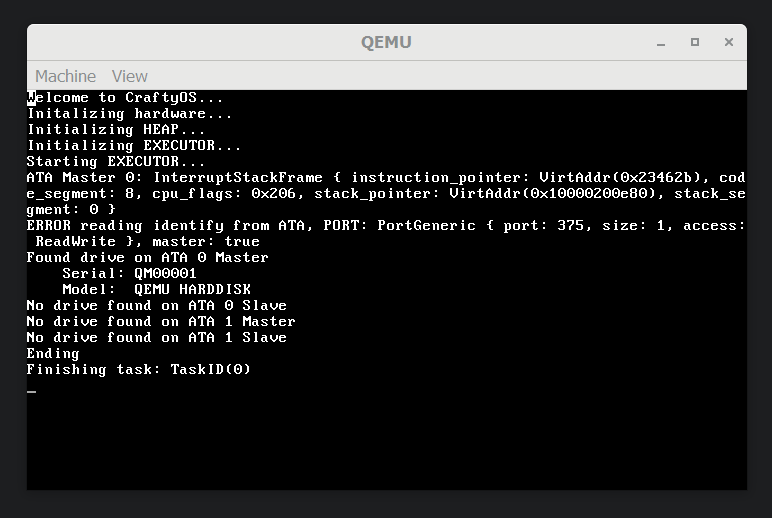 QEMU
Machine View
Welcome to CraftyOS...
Initalizing hardware...
Initializing HEAP...
Initializing EXECUTOR...
Starting EXECUTOR...
ATA Master 0: InterruptStackFrame { instruction_pointer: VirtAddr(0x23462b), cod
e_segment: 8, cpu_flags: 0x206, stack_pointer: VirtAddr(0x10000200e80), stack_se
gment: 0 }
ERROR reading identify from ATA, PORT: PortGeneric { port: 375, size: 1, access:
 ReadWrite }, master: true
Found drive on ATA 0 Master
    Serial: QM00001
    Model:  QEMU HARDDISK
No drive found on ATA 0 Slave
No drive found on ATA 1 Master
No drive found on ATA 1 Slave
Ending
Finishing task: TaskID(0)
_